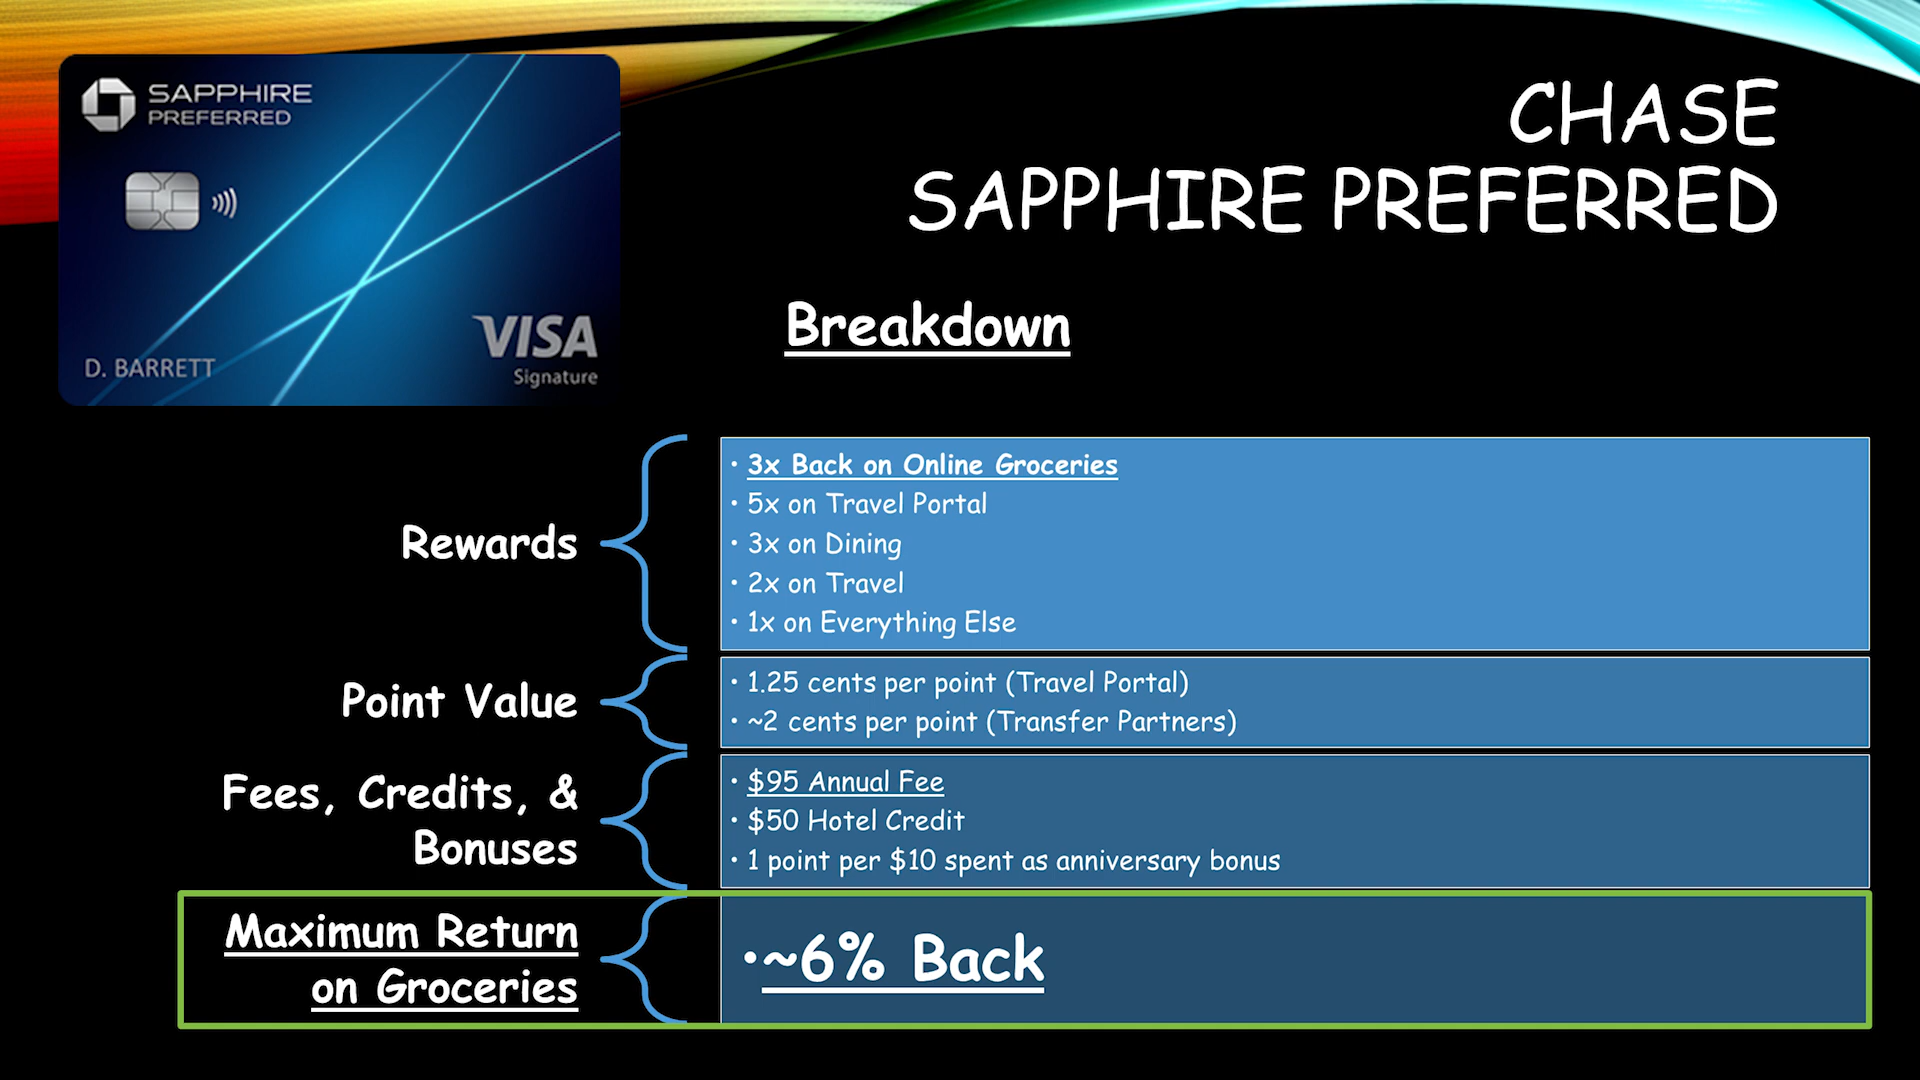 SAPPHIRE
PREFERRED
VISA
Signature
D. BARRETT
CHASE
SAPPHIRE PREFERRED
Breakdown
Rewards
• 3x Back on Online Groceries
• 5x on Travel Portal
• 3x on Dining
• 2x on Travel
• 1x on Everything Else
Point Value
• 1.25 cents per point (Travel Portal)
• ~2 cents per point (Transfer Partners)
Fees, Credits, &
Bonuses
• $95 Annual Fee
• $50 Hotel Credit
• 1 point per $10 spent as anniversary bonus
Maximum Return
on Groceries
•~6% Back